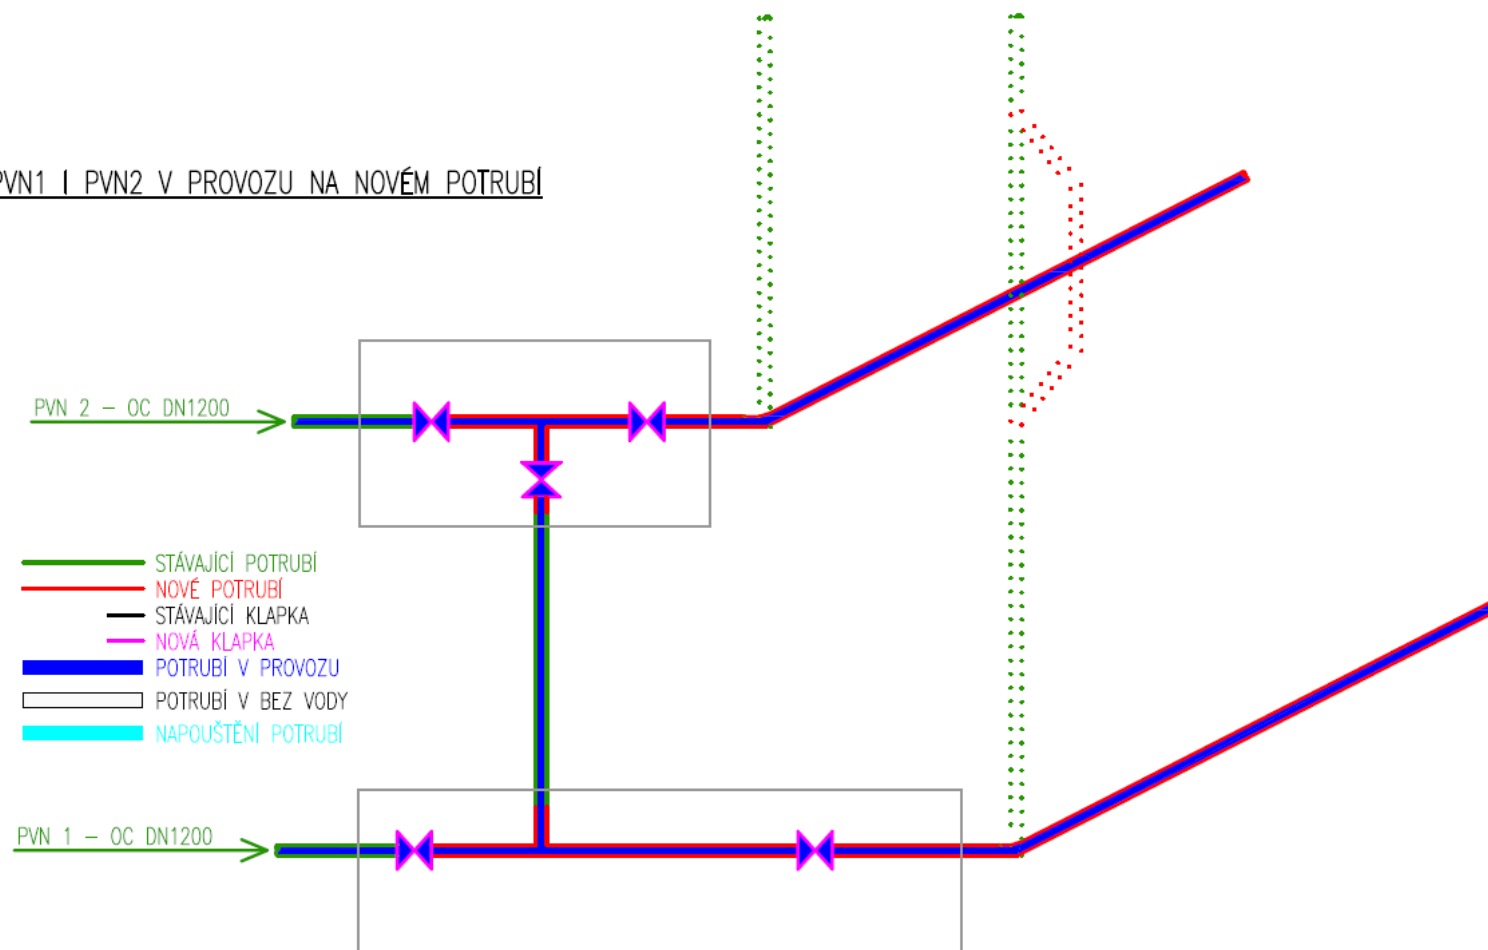 PVN1 I PVN2 V PROVOZU NA NOVÉM POTRUBÍ
PVN 2 – OC DN1200
STÁVAJÍCÍ POTRUBÍ
NOVÉ POTRUBÍ
STÁVAJÍCÍ KLAPKA
NOVÁ KLAPKA
POTRUBÍ V PROVOZU
POTRUBÍ V BEZ VODY
NAPOUŠTĚNÍ POTRUBÍ
PVN 1 – OC DN1200